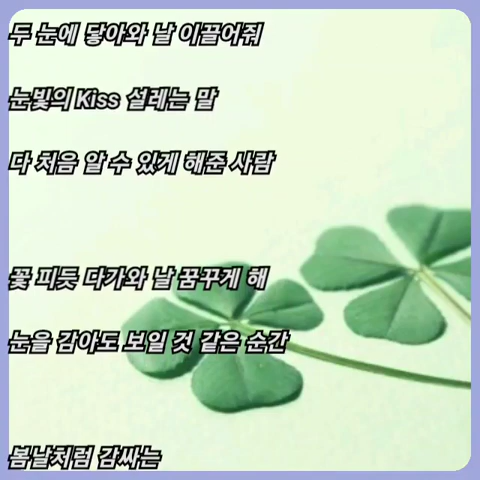 두 눈에 닿아와 날 이끌어줘
눈빛의 Kiss 설레는 말
다 처음 알 수 있게 해준 사람
꽃 피듯 다가와 날 꿈꾸게 해
눈을 감아도 보일 것 같은 순간
봄날처럼 감싸는